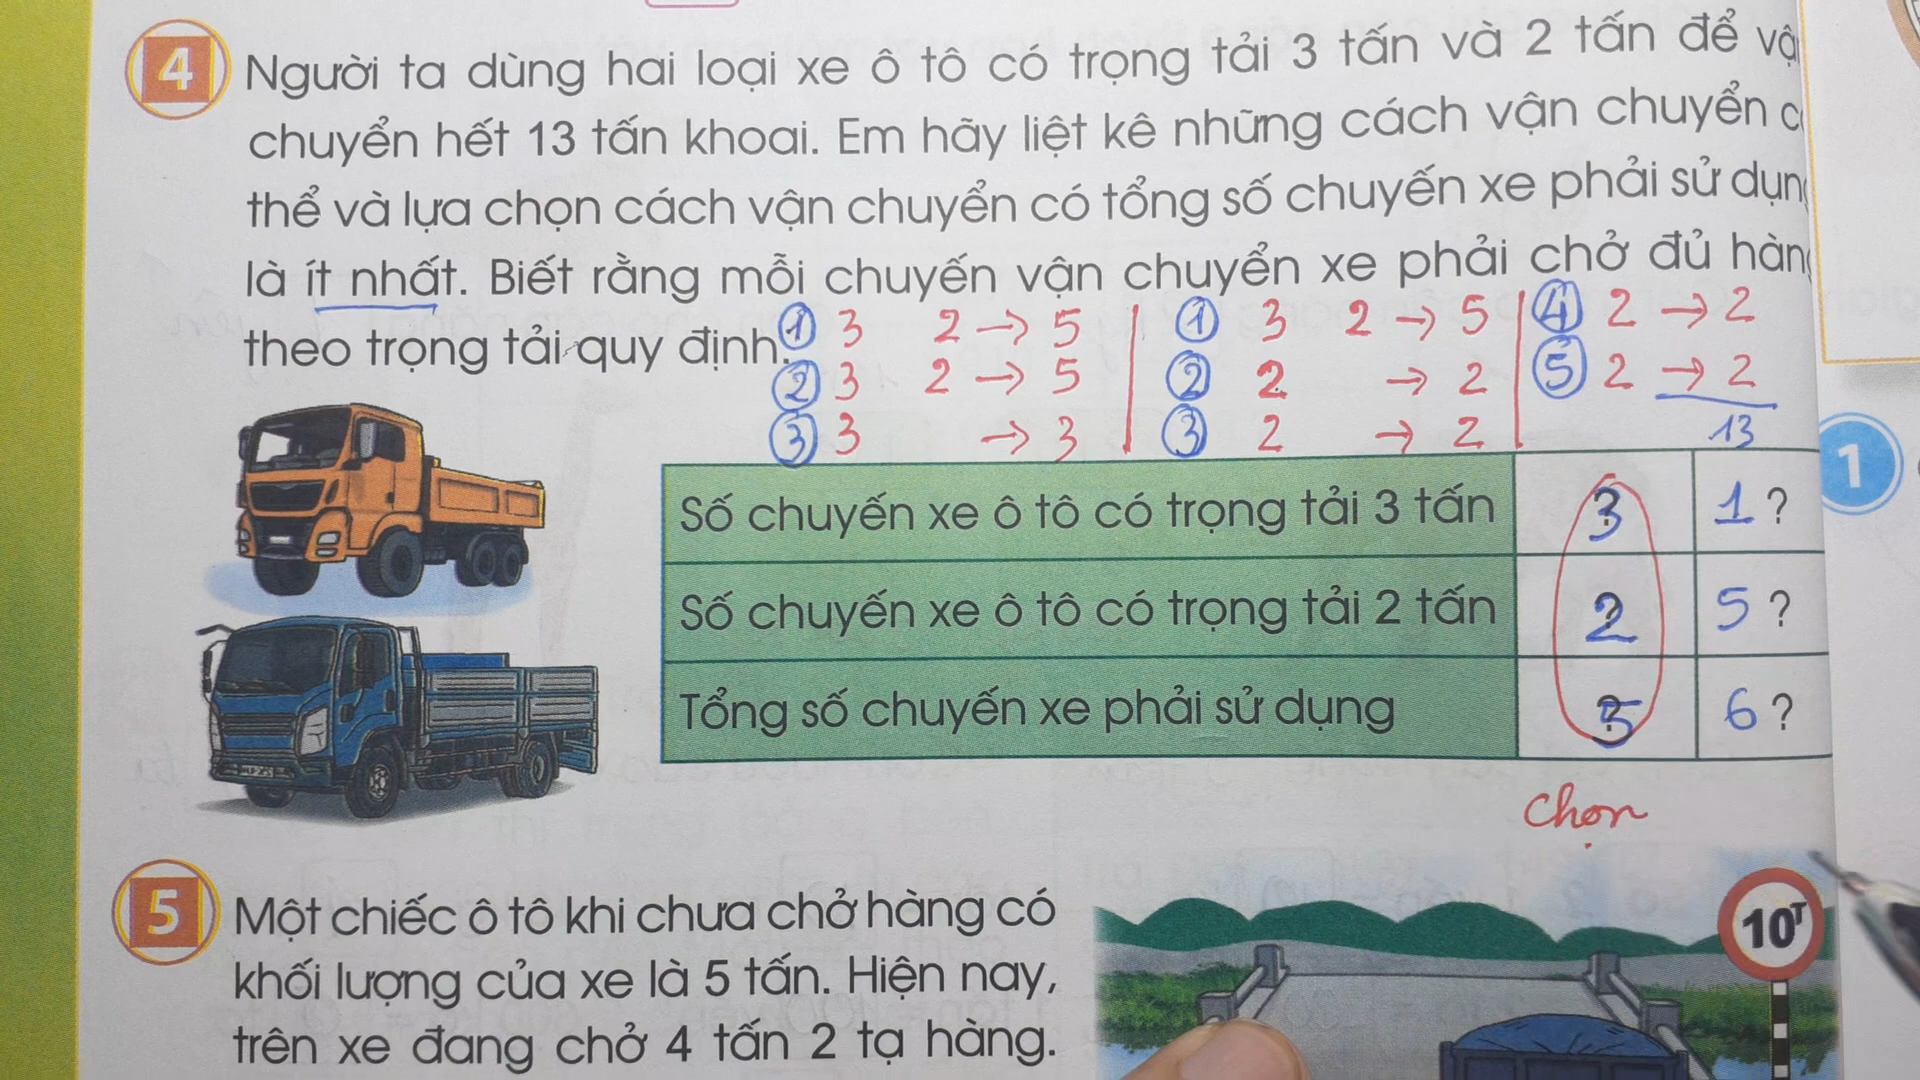 4 Người ta dùng hai loại xe ô tô có trọng tải 3 tấn và 2 tấn để
chuyển hết 13 tấn khoai. Em hãy liệt kê những cách vận chuyển
thể và lựa chọn cách vận chuyển có tổng số chuyến xe phải sử
là ít nhất. Biết rằng mỗi chuyến vận chuyển xe phải chở đủ
theo trọng tải quy định.
① 3 2 → 5 | ① 3 2 → 5 | ④ 2 → 2
② 3 2 → 5 | ② 2 → 2 | ⑤ 2 → 2
③ 3 → 3 | ③ 2 → 2 | 13
Số chuyến xe ô tô có trọng tải 3 tấn 3 1 ?
Số chuyến xe ô tô có trọng tải 2 tấn 2 5 ?
Tổng số chuyến xe phải sử dụng 5 6 ?
Chọn
1
5 Một chiếc ô tô khi chưa chở hàng có
khối lượng của xe là 5 tấn. Hiện nay,
trên xe đang chở 4 tấn 2 tạ hàng.
10T